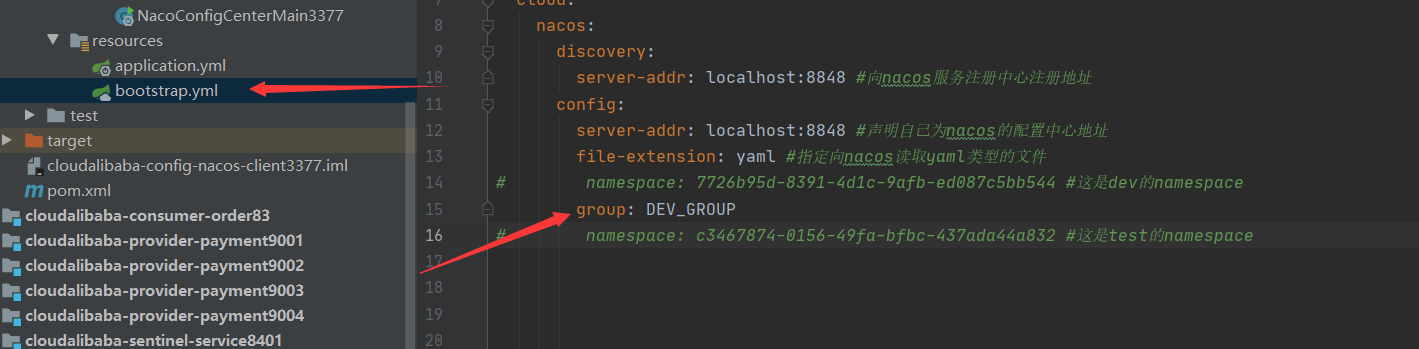 NacoConfigCenterMain3377
resources
application.yml
bootstrap.yml
test
target
cloudalibaba-config-nacos-client3377.iml
pom.xml
cloudalibaba-consumer-order83
cloudalibaba-provider-payment9001
cloudalibaba-provider-payment9002
cloudalibaba-provider-payment9003
cloudalibaba-provider-payment9004
cloudalibaba-sentinel-service8401
7 cloud:
8 nacos:
9 discovery:
10 server-addr: localhost:8848 #向nacos服务注册中心注册地址
11 config:
12 server-addr: localhost:8848 #声明自己为nacos的配置中心地址
13 file-extension: yaml #指定向nacos读取yaml类型的文件
14 # namespace: 7726b95d-8391-4d1c-9afb-ed087c5bb544 #这是dev的namespace
15 group: DEV_GROUP
16 # namespace: c3467874-0156-49fa-bfbc-437ada44a832 #这是test的namespace
17
18
19
20